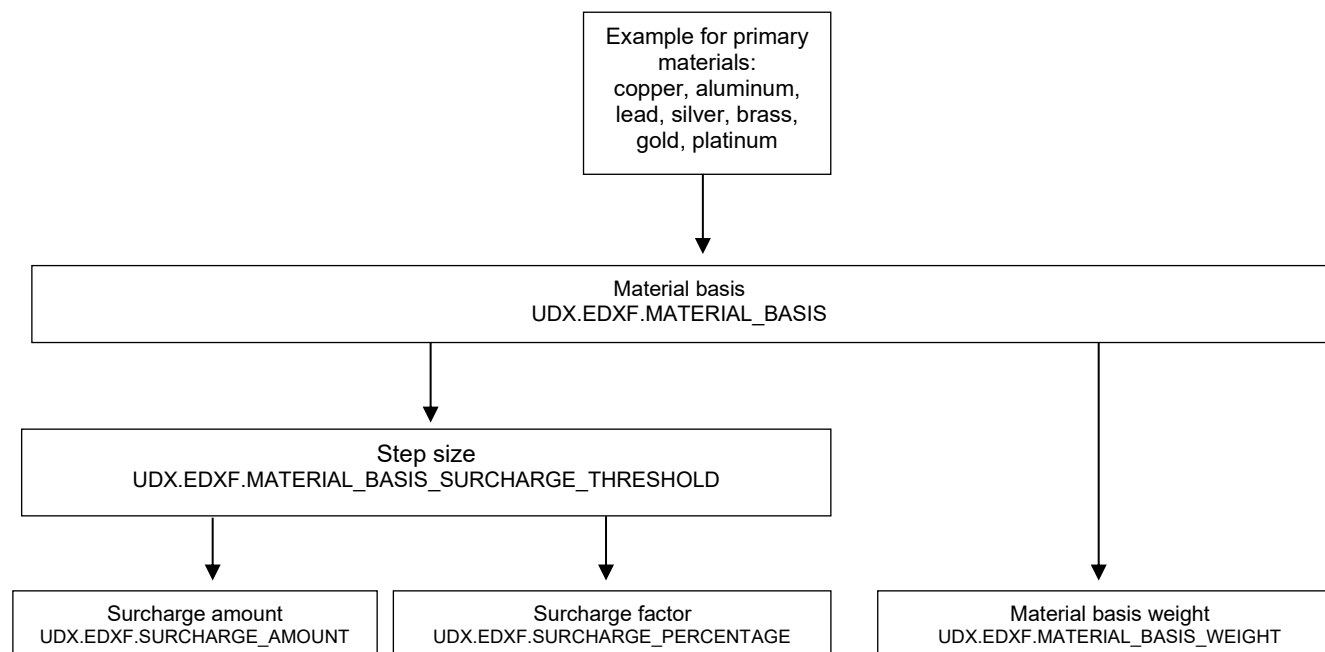 Example for primary
materials:
copper, aluminum,
lead, silver, brass,
gold, platinum
Material basis
UDX.EDXF.MATERIAL_BASIS
Step size
UDX.EDXF.MATERIAL_BASIS_SURCHARGE_THRESHOLD
Surcharge amount
UDX.EDXF.SURCHARGE_AMOUNT
Surcharge factor
UDX.EDXF.SURCHARGE_PERCENTAGE
Material basis weight
UDX.EDXF.MATERIAL_BASIS_WEIGHT